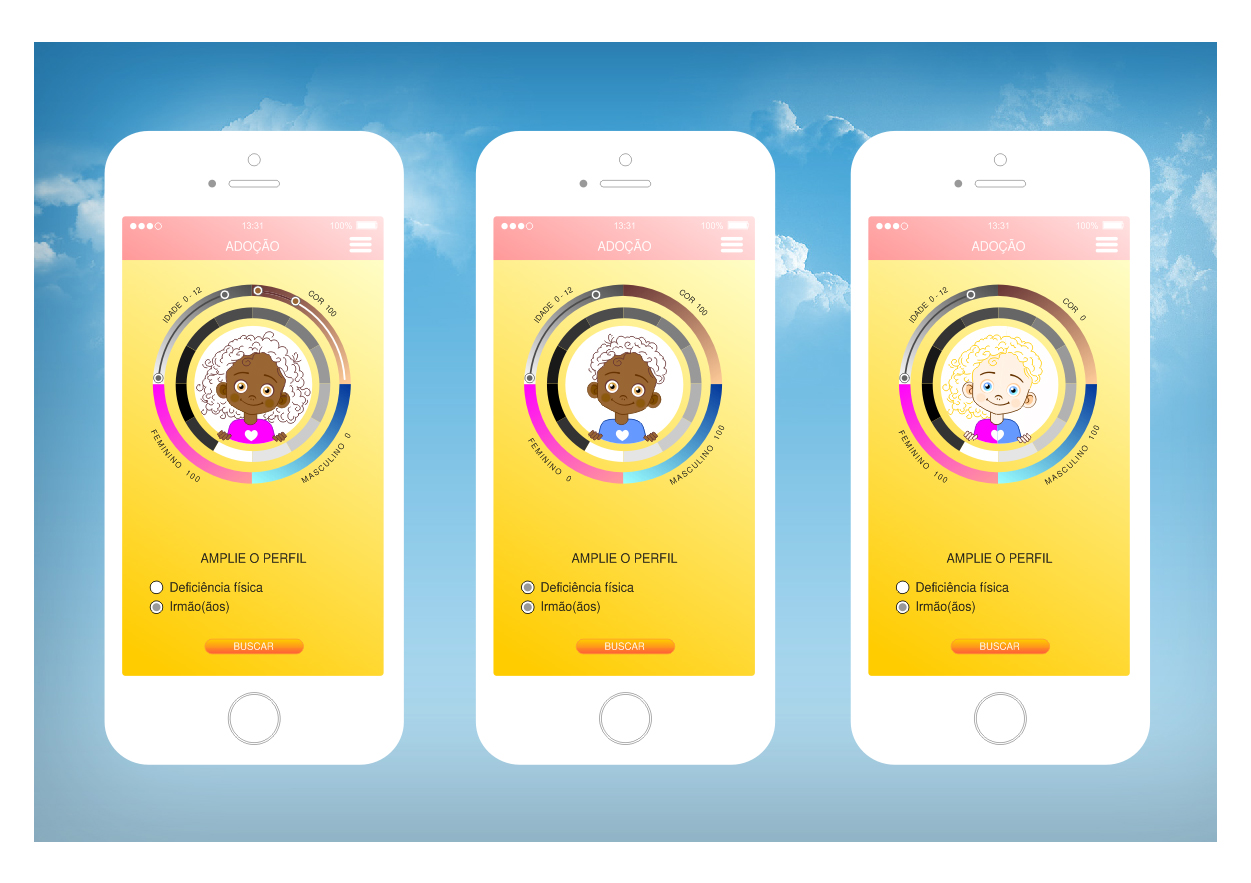 13:31 100%
ADOÇÃO
IDADE 0 - 12
COR 100
FEMININO 100
MASCULINO 0
AMPLIE O PERFIL
Deficiência física
Irmão(ãos)
BUSCAR
13:31 100%
ADOÇÃO
IDADE 0 - 12
COR 100
FEMININO 0
MASCULINO 100
AMPLIE O PERFIL
Deficiência física
Irmão(ãos)
BUSCAR
13:31 100%
ADOÇÃO
IDADE 0 - 12
COR 0
FEMININO 100
MASCULINO 100
AMPLIE O PERFIL
Deficiência física
Irmão(ãos)
BUSCAR